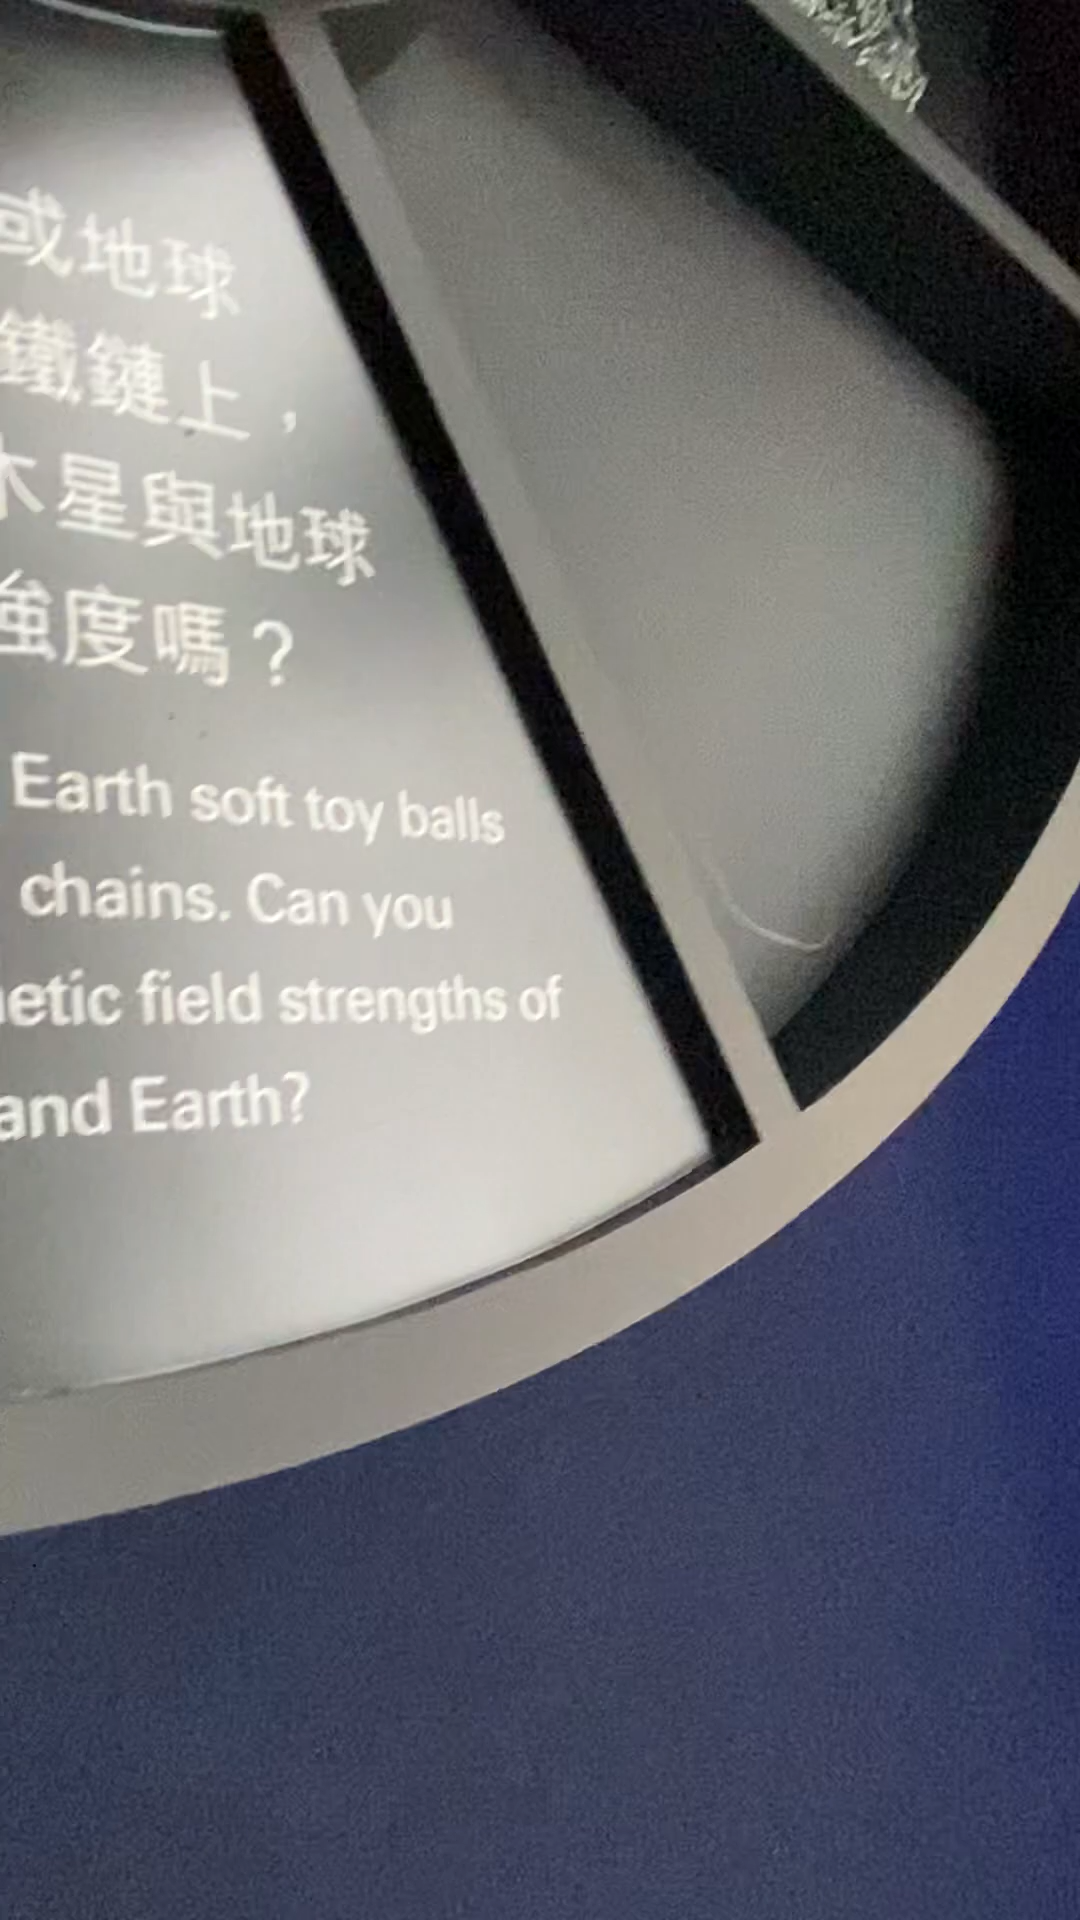 或地球
鐵鏈上，
木星與地球
強度嗎？
Earth soft toy balls
chains. Can you
netic field strengths of
and Earth?